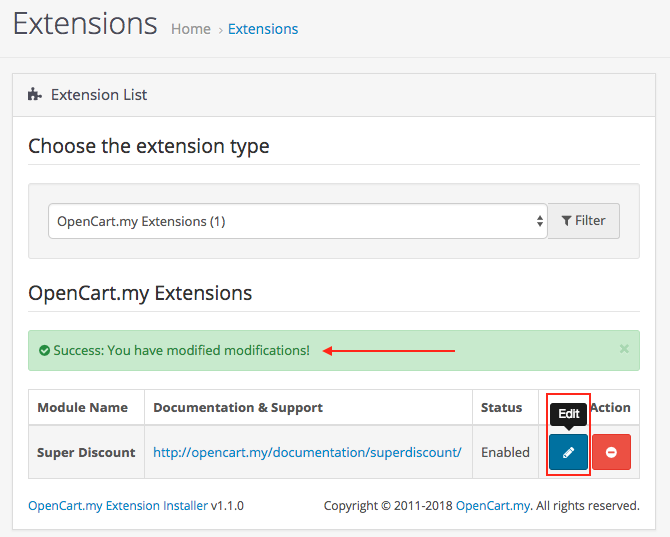 Extensions Home › Extensions
Extension List
Choose the extension type
OpenCart.my Extensions (1) Filter
OpenCart.my Extensions
Success: You have modified modifications! ×
Module Name Documentation & Support Status Action
Edit
Super Discount http://opencart.my/documentation/superdiscount/ Enabled
OpenCart.my Extension Installer v1.1.0 Copyright © 2011-2018 OpenCart.my. All rights reserved.